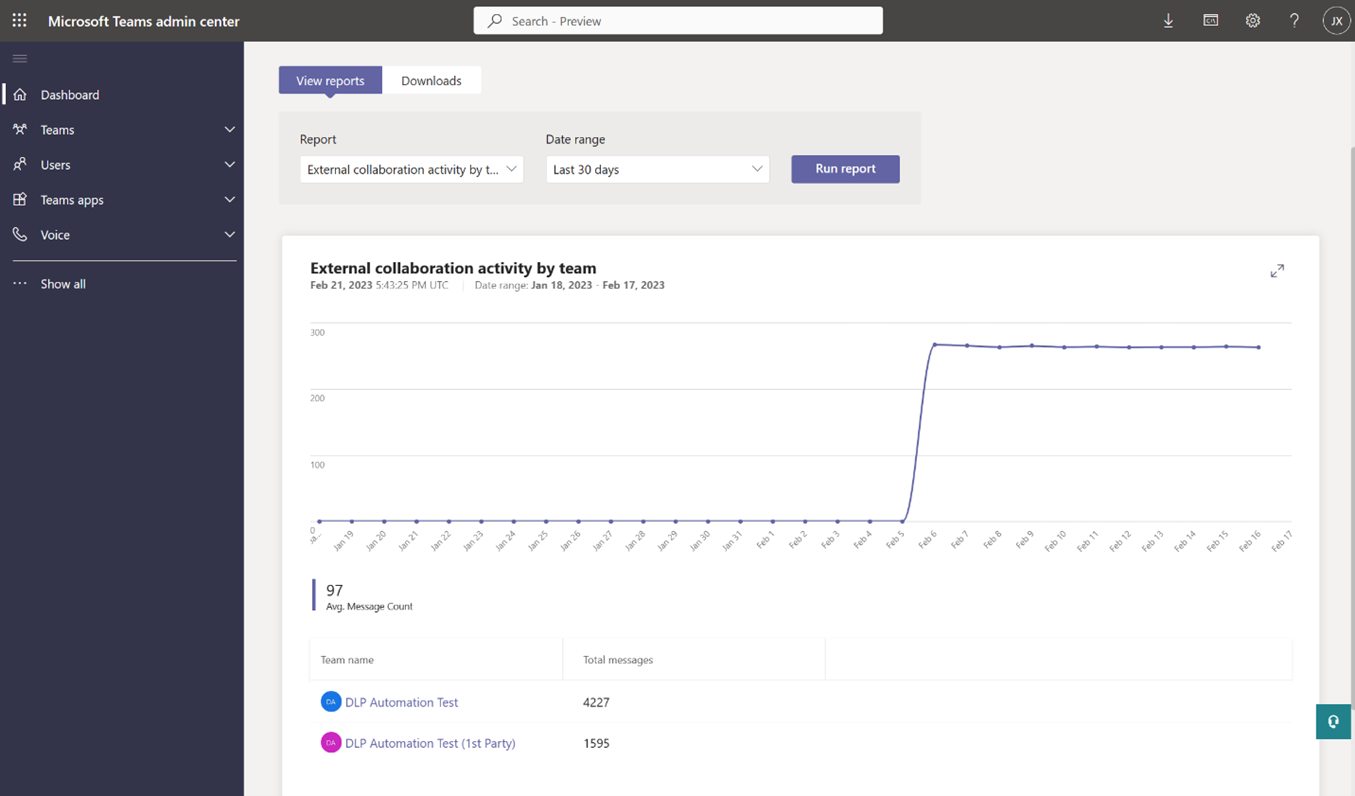 Microsoft Teams admin center
Search - Preview
JX
Dashboard
Teams
Users
Teams apps
Voice
Show all
View reports
Downloads
Report
Date range
External collaboration activity by t...
Last 30 days
Run report
External collaboration activity by team
Feb 21, 2023 5:43:25 PM UTC
Date range: Jan 18, 2023 - Feb 17, 2023
300
200
100
0
Ja...
Jan 19
Jan 20
Jan 21
Jan 22
Jan 23
Jan 24
Jan 25
Jan 26
Jan 27
Jan 28
Jan 29
Jan 30
Jan 31
Feb 1
Feb 2
Feb 3
Feb 4
Feb 5
Feb 6
Feb 7
Feb 8
Feb 9
Feb 10
Feb 11
Feb 12
Feb 13
Feb 14
Feb 15
Feb 16
Feb 17
97
Avg. Message Count
Team name
Total messages
DA DLP Automation Test
4227
DA DLP Automation Test (1st Party)
1595